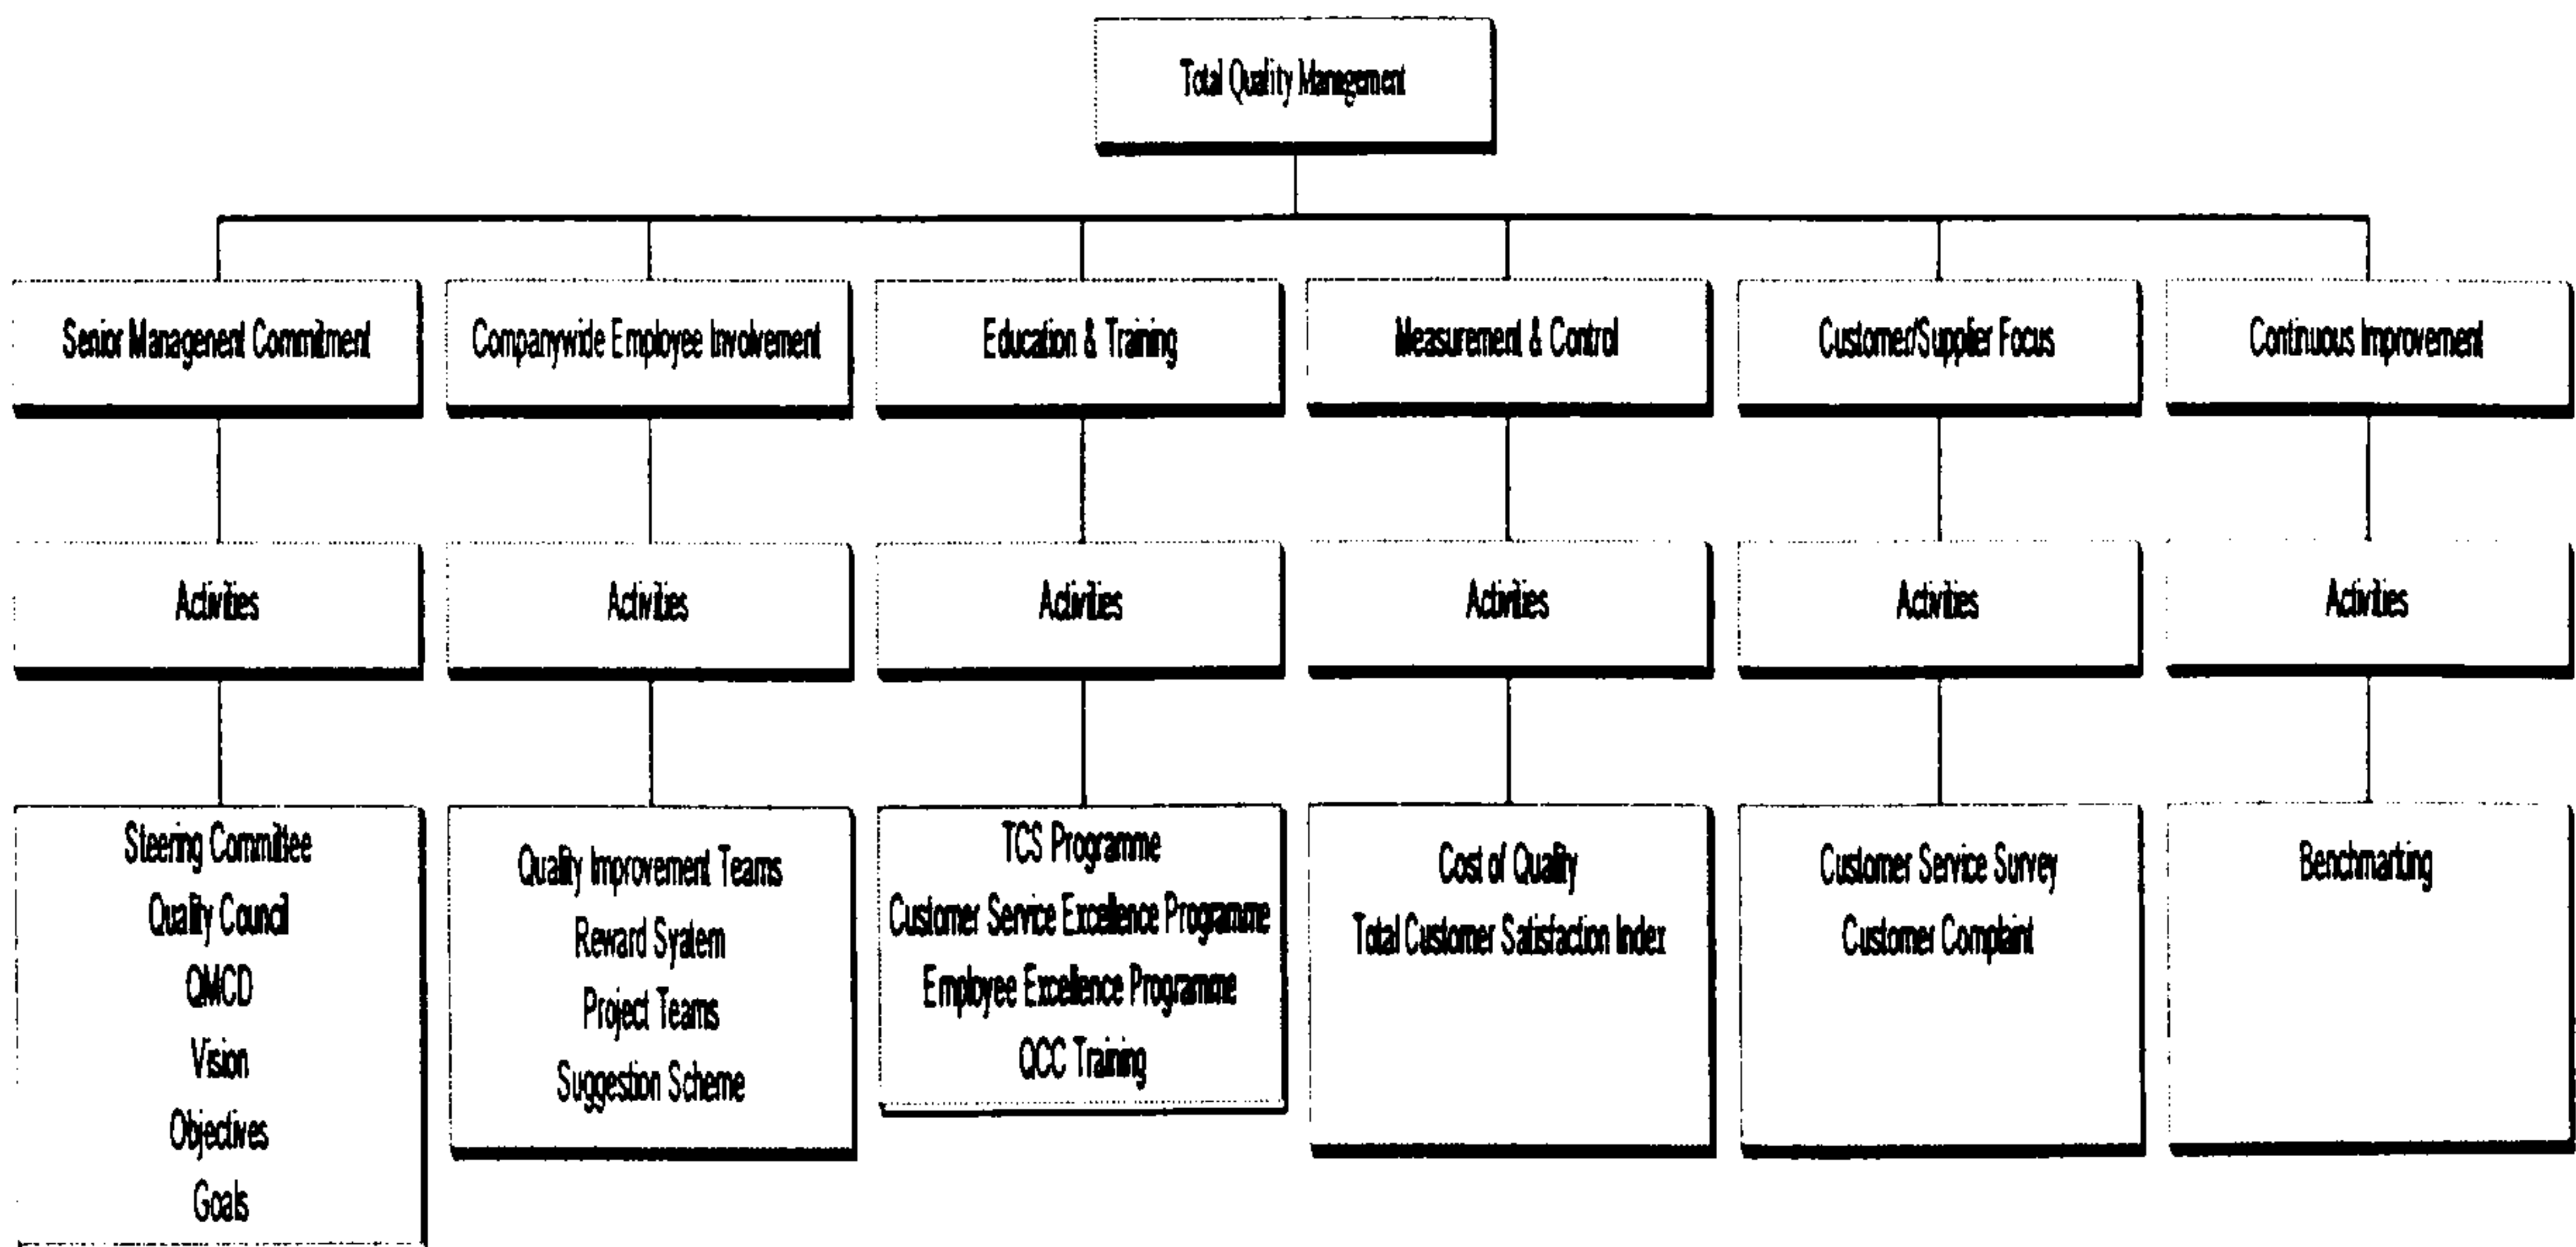 Total Quality Management
Senior Management Commitment
Companywide Employee Involvement
Education & Training
Measurement & Control
Customer/Supplier Focus
Continuous Improvement
Activities
Activities
Activities
Activities
Activities
Activities
Steering Committee
Quality Council
QMCD
Vision
Objectives
Goals
Quality Improvement Teams
Reward Syatem
Project Teams
Suggestion Scheme
TCS Programme
Customer Service Excellence Programme
Employee Excellence Programme
QCC Training
Cost of Quality
Total Customer Satisfaction Index
Customer Service Survey
Customer Complaint
Benchmarking